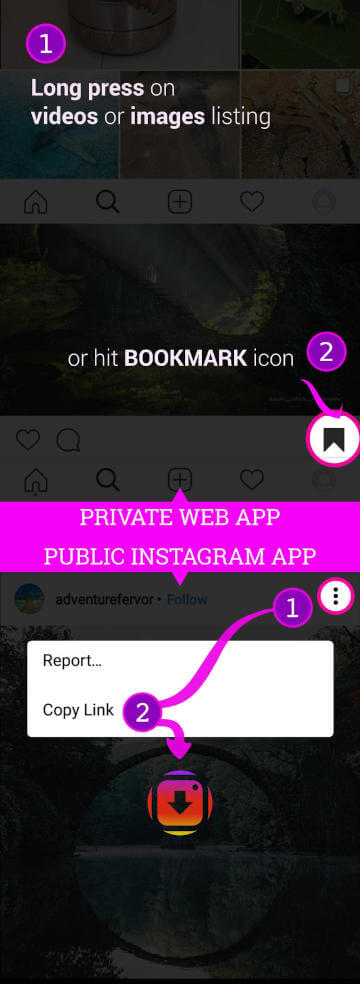 1
Long press on
videos or images listing
or hit BOOKMARK icon
2
PRIVATE WEB APP
PUBLIC INSTAGRAM APP
adventurefervor • Follow
1
Report...
Copy Link
2